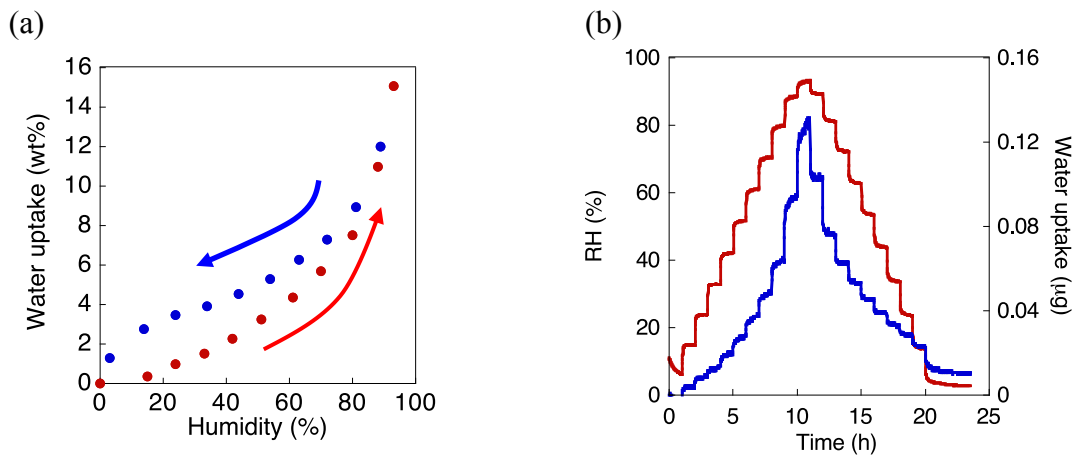 (a)
Water uptake (wt%)
16
14
12
10
8
6
4
2
0
0 20 40 60 80 100
Humidity (%)
(b)
RH (%)
100
80
60
40
20
0
0 5 10 15 20 25
Time (h)
0.16
0.12
0.08
0.04
0
Water uptake (μg)